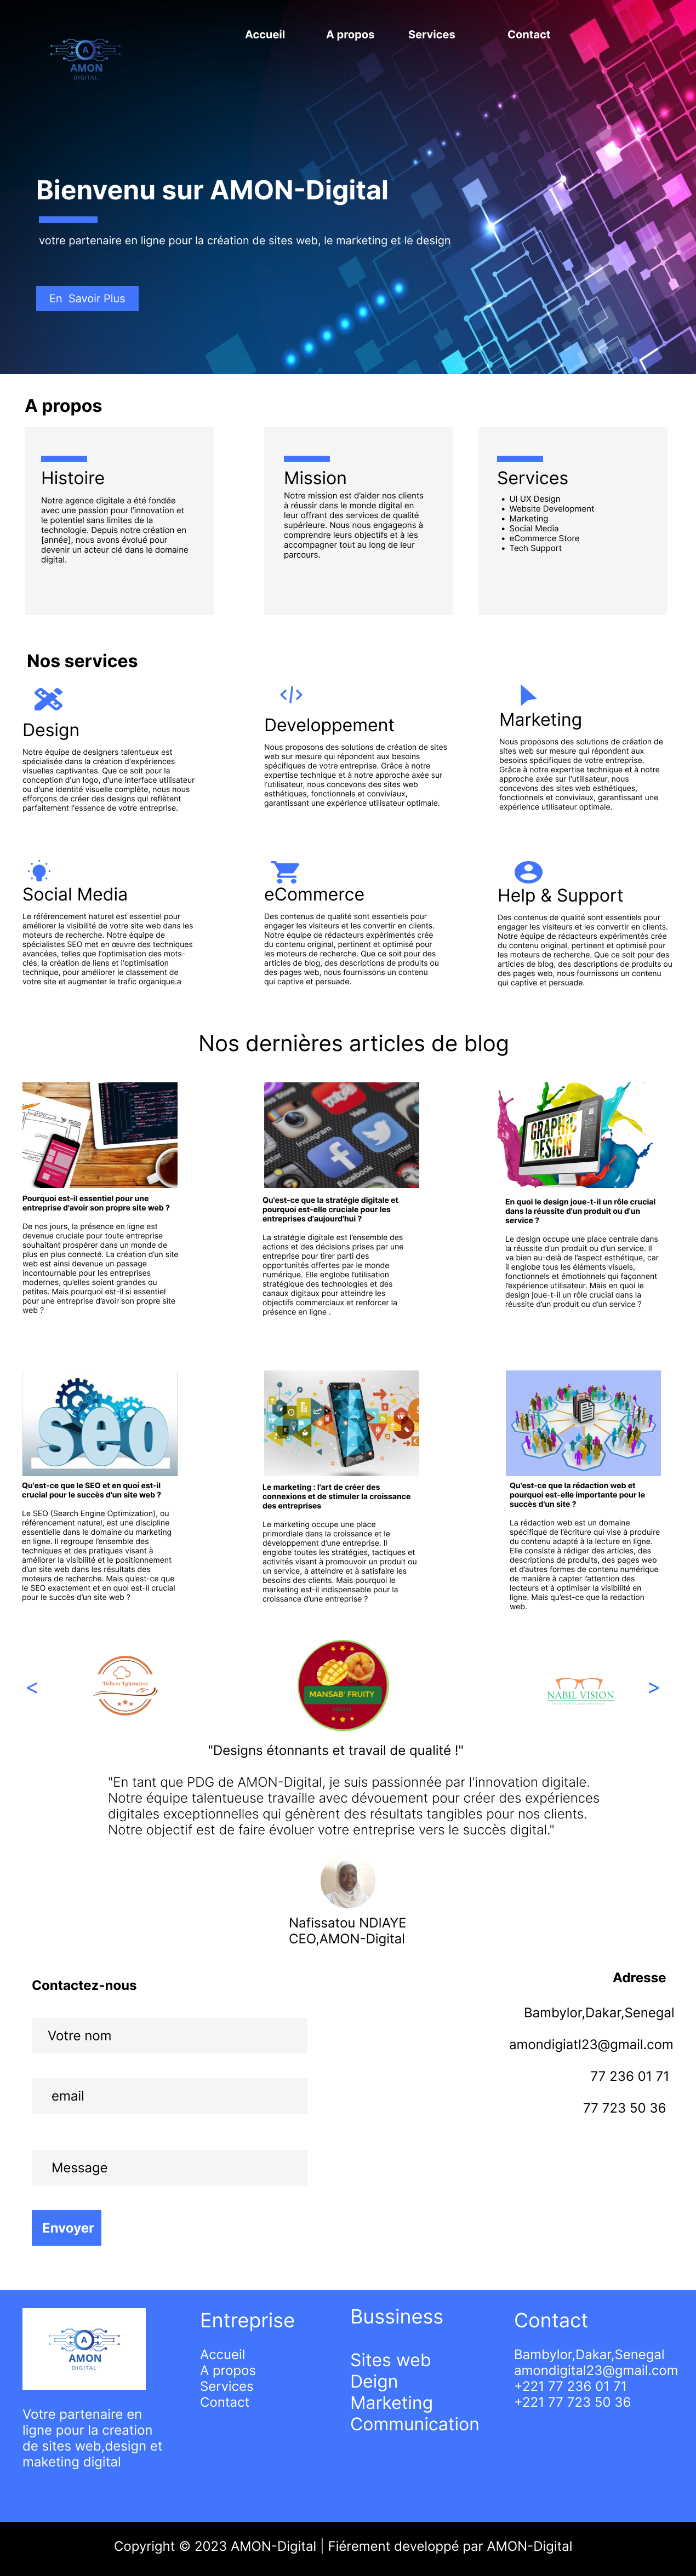 Accueil
A propos
Services
Contact
A
AMON
DIGITAL
Bienvenu sur AMON-Digital
votre partenaire en ligne pour la création de sites web, le marketing et le design
En Savoir Plus
A propos
Histoire
Notre agence digitale a été fondée
avec une passion pour l’innovation et
le potentiel sans limites de la
technologie. Depuis notre création en
[année], nous avons évolué pour
devenir un acteur clé dans le domaine
digital.
Mission
Notre mission est d’aider nos clients
à réussir dans le monde digital en
leur offrant des services de qualité
supérieure. Nous nous engageons à
comprendre leurs objectifs et à les
accompagner tout au long de leur
parcours.
Services
• UI UX Design
• Website Development
• Marketing
• Social Media
• eCommerce Store
• Tech Support
Nos services
Design
Notre équipe de designers talentueux est
spécialisée dans la création d'expériences
visuelles captivantes. Que ce soit pour la
conception d'un logo, d'une interface utilisateur
ou d'une identité visuelle complète, nous nous
efforçons de créer des designs qui reflètent
parfaitement l'essence de votre entreprise.
Developpement
Nous proposons des solutions de création de sites
web sur mesure qui répondent aux besoins
spécifiques de votre entreprise. Grâce à notre
expertise technique et à notre approche axée sur
l'utilisateur, nous concevons des sites web
esthétiques, fonctionnels et conviviaux,
garantissant une expérience utilisateur optimale.
Marketing
Nous proposons des solutions de création de
sites web sur mesure qui répondent aux
besoins spécifiques de votre entreprise.
Grâce à notre expertise technique et à notre
approche axée sur l'utilisateur, nous
concevons des sites web esthétiques,
fonctionnels et conviviaux, garantissant une
expérience utilisateur optimale.
Social Media
Le référencement naturel est essentiel pour
améliorer la visibilité de votre site web dans les
moteurs de recherche. Notre équipe de
spécialistes SEO met en œuvre des techniques
avancées, telles que l'optimisation des mots-
clés, la création de liens et l'optimisation
technique, pour améliorer le classement de
votre site et augmenter le trafic organique.a
eCommerce
Des contenus de qualité sont essentiels pour
engager les visiteurs et les convertir en clients.
Notre équipe de rédacteurs expérimentés crée
du contenu original, pertinent et optimisé pour
les moteurs de recherche. Que ce soit pour des
articles de blog, des descriptions de produits ou
des pages web, nous fournissons un contenu
qui captive et persuade.
Help & Support
Des contenus de qualité sont essentiels pour
engager les visiteurs et les convertir en clients.
Notre équipe de rédacteurs expérimentés crée
du contenu original, pertinent et optimisé pour
les moteurs de recherche. Que ce soit pour des
articles de blog, des descriptions de produits ou
des pages web, nous fournissons un contenu
qui captive et persuade.
Nos dernières articles de blog
Pourquoi est-il essentiel pour une
entreprise d'avoir son propre site web ?
De nos jours, la présence en ligne est
devenue cruciale pour toute entreprise
souhaitant prospérer dans un monde de
plus en plus connecté. La création d’un site
web est ainsi devenue un passage
incontournable pour les entreprises
modernes, qu’elles soient grandes ou
petites. Mais pourquoi est-il si essentiel
pour une entreprise d’avoir son propre site
web ?
Instagram
Facebook
Twitter
Qu'est-ce que la stratégie digitale et
pourquoi est-elle cruciale pour les
entreprises d'aujourd'hui ?
La stratégie digitale est l’ensemble des
actions et des décisions prises par une
entreprise pour tirer parti des
opportunités offertes par le monde
numérique. Elle englobe l’utilisation
stratégique des technologies et des
canaux digitaux pour atteindre les
objectifs commerciaux et renforcer la
présence en ligne .
GRAPHIC
DESIGN
En quoi le design joue-t-il un rôle crucial
dans la réussite d'un produit ou d'un
service ?
Le design occupe une place centrale dans
la réussite d’un produit ou d’un service. Il
va bien au-delà de l’aspect esthétique, car
il englobe tous les éléments visuels,
fonctionnels et émotionnels qui façonnent
l’expérience utilisateur. Mais en quoi le
design joue-t-il un rôle crucial dans la
réussite d’un produit ou d’un service ?
seo
Qu'est-ce que le SEO et en quoi est-il
crucial pour le succès d'un site web ?
Le SEO (Search Engine Optimization), ou
référencement naturel, est une discipline
essentielle dans le domaine du marketing
en ligne. Il regroupe l’ensemble des
techniques et des pratiques visant à
améliorer la visibilité et le positionnement
d’un site web dans les résultats des
moteurs de recherche. Mais qu’est-ce que
le SEO exactement et en quoi est-il crucial
pour le succès d’un site web ?
Le marketing : l'art de créer des
connexions et de stimuler la croissance
des entreprises
Le marketing occupe une place
primordiale dans la croissance et le
développement d’une entreprise. Il
englobe toutes les stratégies, tactiques et
activités visant à promouvoir un produit ou
un service, à atteindre et à satisfaire les
besoins des clients. Mais pourquoi le
marketing est-il indispensable pour la
croissance d’une entreprise ?
Qu'est-ce que la rédaction web et
pourquoi est-elle importante pour le
succès d'un site ?
La rédaction web est un domaine
spécifique de l’écriture qui vise à produire
du contenu adapté à la lecture en ligne.
Elle consiste à rédiger des articles, des
descriptions de produits, des pages web
et d’autres formes de contenu numérique
de manière à capter l’attention des
lecteurs et à optimiser la visibilité en
ligne. Mais qu’est-ce que la redaction
web.
<
Délices Ephémères
MANSAB' FRUITY
NABIL VISION
>
"Designs étonnants et travail de qualité !"
"En tant que PDG de AMON-Digital, je suis passionnée par l'innovation digitale.
Notre équipe talentueuse travaille avec dévouement pour créer des expériences
digitales exceptionnelles qui génèrent des résultats tangibles pour nos clients.
Notre objectif est de faire évoluer votre entreprise vers le succès digital."
Nafissatou NDIAYE
CEO,AMON-Digital
Contactez-nous
Votre nom
email
Message
Envoyer
Adresse
Bambylor,Dakar,Senegal
amondigiatl23@gmail.com
77 236 01 71
77 723 50 36
A
AMON
DIGITAL
Votre partenaire en
ligne pour la creation
de sites web,design et
maketing digital
Entreprise
Accueil
A propos
Services
Contact
Bussiness
Sites web
Deign
Marketing
Communication
Contact
Bambylor,Dakar,Senegal
amondigital23@gmail.com
+221 77 236 01 71
+221 77 723 50 36
Copyright © 2023 AMON-Digital | Fiérement developpé par AMON-Digital